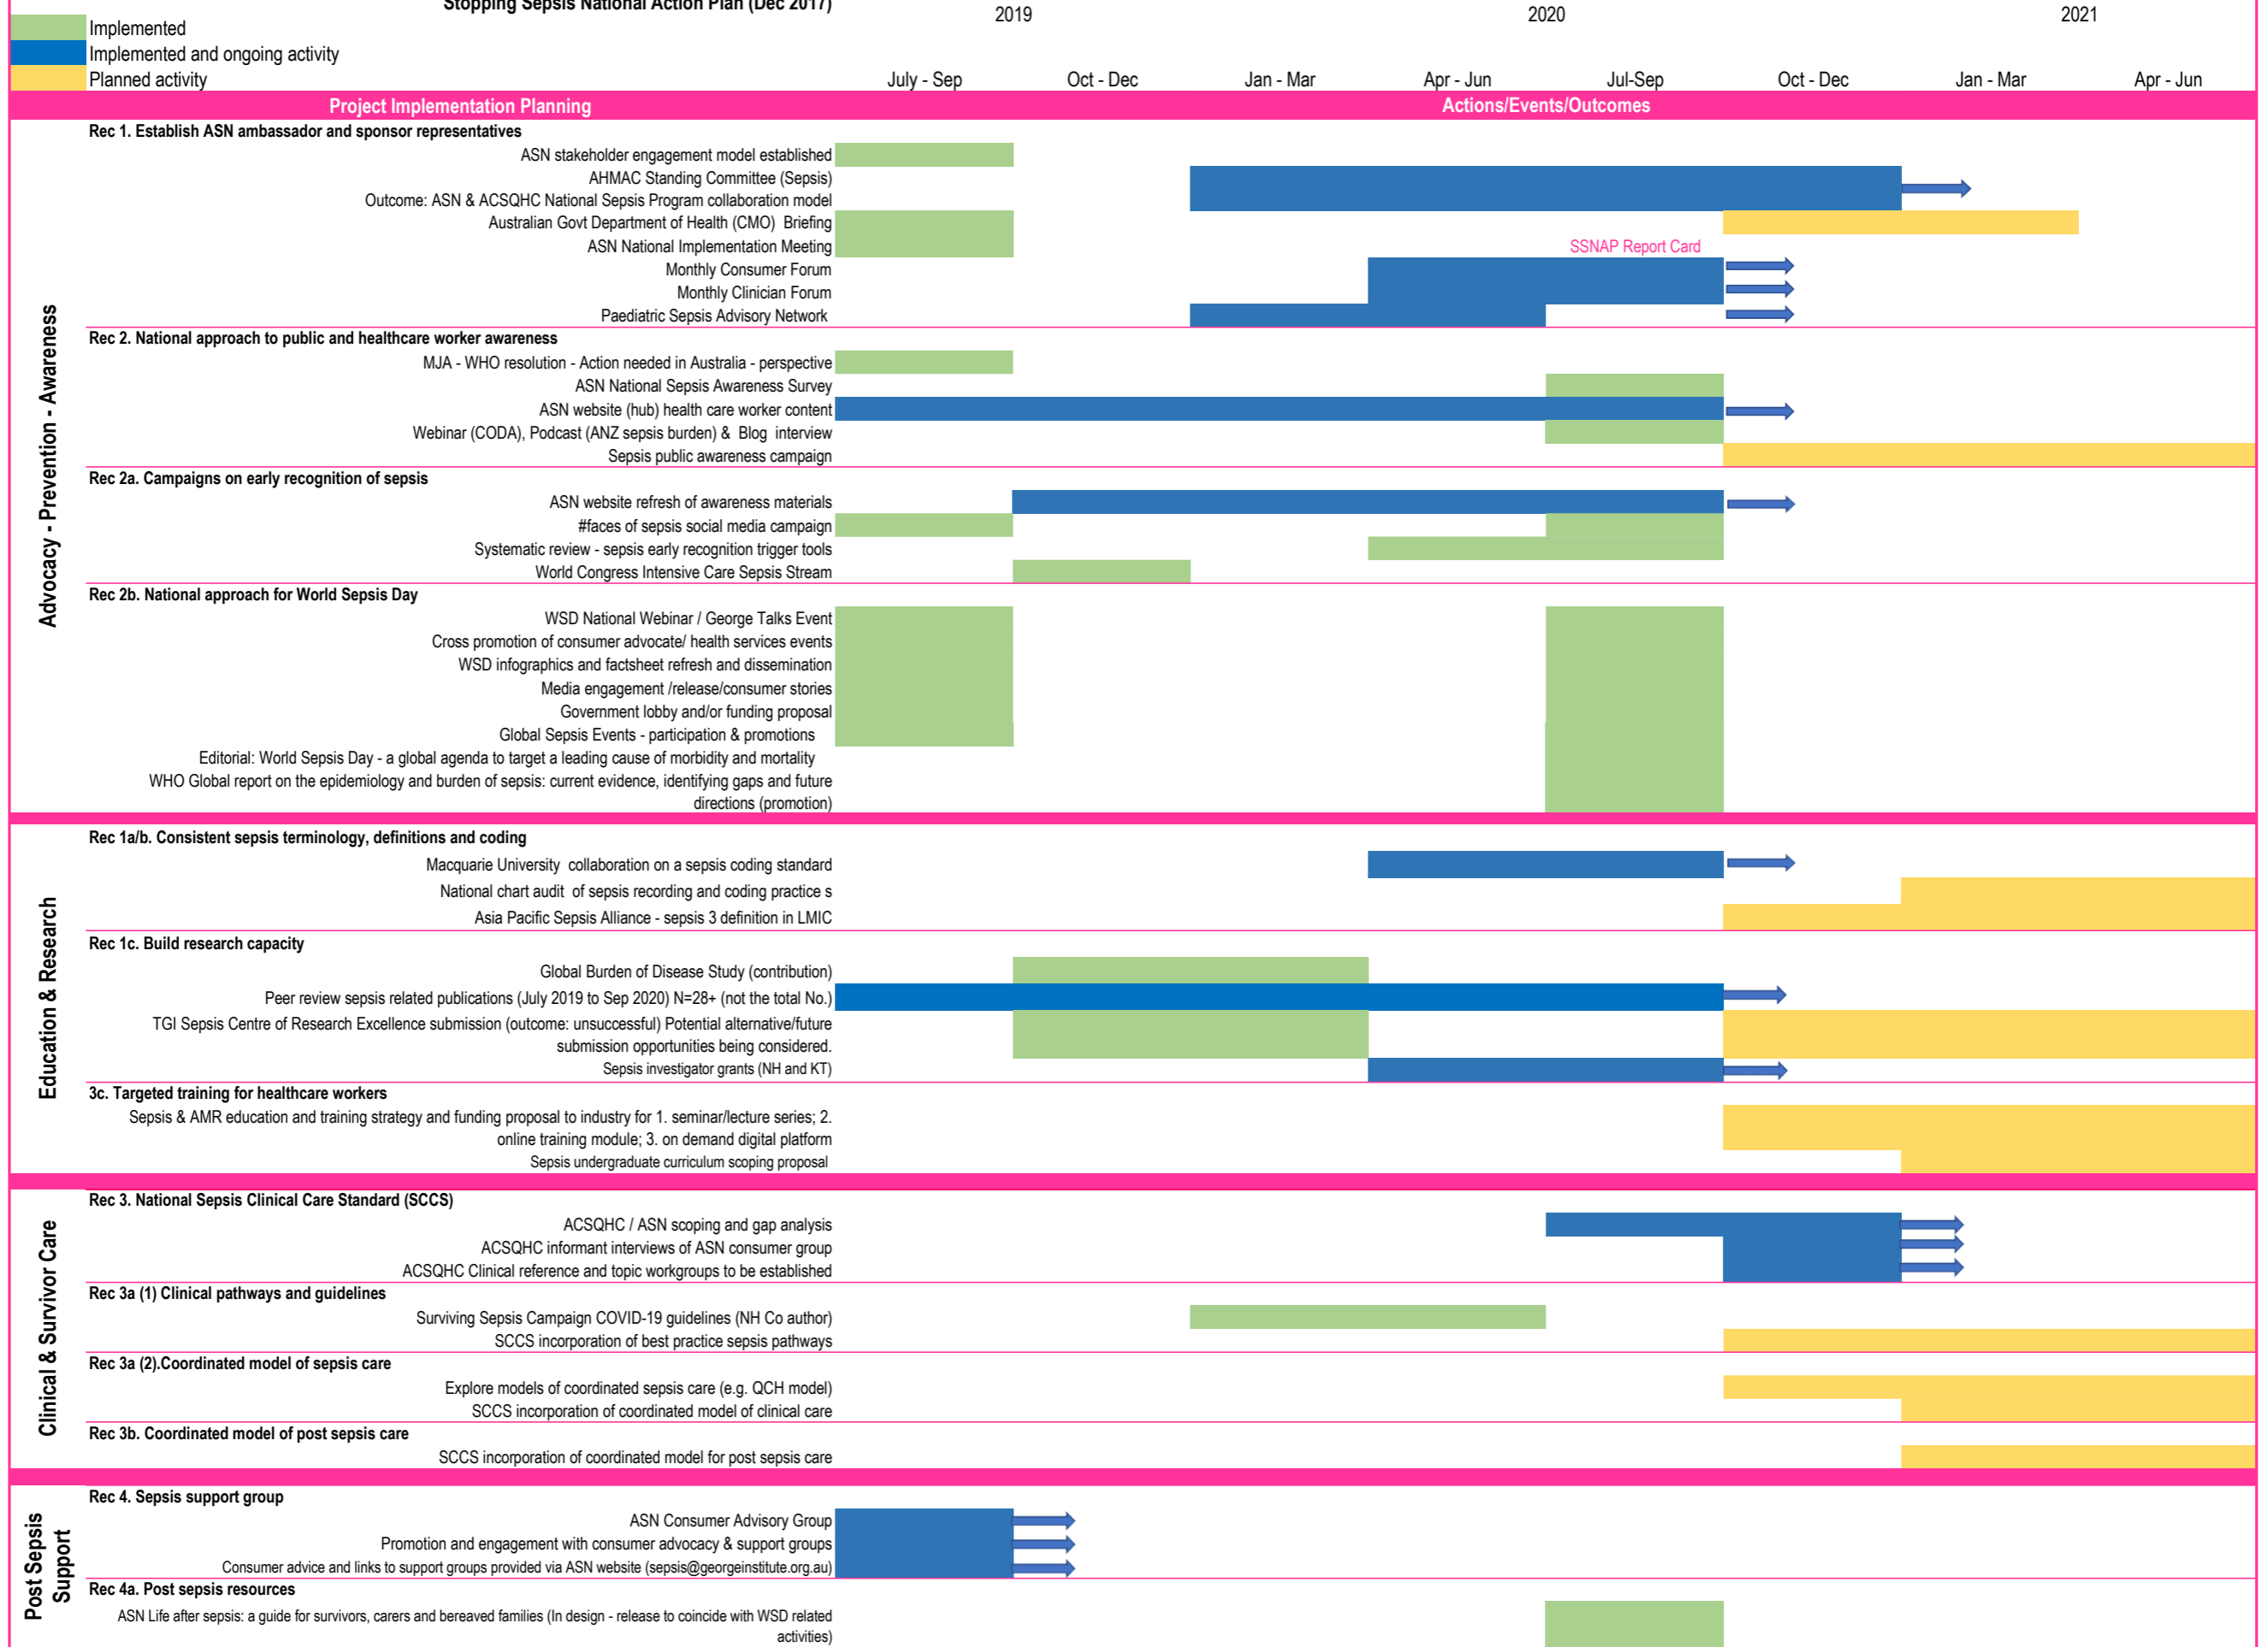 Stopping Sepsis National Action Plan (Dec 2017)
2019
2020
2021
Implemented
Implemented and ongoing activity
Planned activity
July - Sep
Oct - Dec
Jan - Mar
Apr - Jun
Jul-Sep
Oct - Dec
Jan - Mar
Apr - Jun
Project Implementation Planning
Actions/Events/Outcomes
Advocacy - Prevention - Awareness
Rec 1. Establish ASN ambassador and sponsor representatives
ASN stakeholder engagement model established
AHMAC Standing Committee (Sepsis)
Outcome: ASN & ACSQHC National Sepsis Program collaboration model
Australian Govt Department of Health (CMO) Briefing
ASN National Implementation Meeting
SSNAP Report Card
Monthly Consumer Forum
Monthly Clinician Forum
Paediatric Sepsis Advisory Network
Rec 2. National approach to public and healthcare worker awareness
MJA - WHO resolution - Action needed in Australia - perspective
ASN National Sepsis Awareness Survey
ASN website (hub) health care worker content
Webinar (CODA), Podcast (ANZ sepsis burden) & Blog interview
Sepsis public awareness campaign
Rec 2a. Campaigns on early recognition of sepsis
ASN website refresh of awareness materials
#faces of sepsis social media campaign
Systematic review - sepsis early recognition trigger tools
World Congress Intensive Care Sepsis Stream
Rec 2b. National approach for World Sepsis Day
WSD National Webinar / George Talks Event
Cross promotion of consumer advocate/ health services events
WSD infographics and factsheet refresh and dissemination
Media engagement /release/consumer stories
Government lobby and/or funding proposal
Global Sepsis Events - participation & promotions
Editorial: World Sepsis Day - a global agenda to target a leading cause of morbidity and mortality
WHO Global report on the epidemiology and burden of sepsis: current evidence, identifying gaps and future
directions (promotion)
Education & Research
Rec 1a/b. Consistent sepsis terminology, definitions and coding
Macquarie University collaboration on a sepsis coding standard
National chart audit of sepsis recording and coding practice s
Asia Pacific Sepsis Alliance - sepsis 3 definition in LMIC
Rec 1c. Build research capacity
Global Burden of Disease Study (contribution)
Peer review sepsis related publications (July 2019 to Sep 2020) N=28+ (not the total No.)
TGI Sepsis Centre of Research Excellence submission (outcome: unsuccessful) Potential alternative/future
submission opportunities being considered.
Sepsis investigator grants (NH and KT)
3c. Targeted training for healthcare workers
Sepsis & AMR education and training strategy and funding proposal to industry for 1. seminar/lecture series; 2.
online training module; 3. on demand digital platform
Sepsis undergraduate curriculum scoping proposal
Clinical & Survivor Care
Rec 3. National Sepsis Clinical Care Standard (SCCS)
ACSQHC / ASN scoping and gap analysis
ACSQHC informant interviews of ASN consumer group
ACSQHC Clinical reference and topic workgroups to be established
Rec 3a (1) Clinical pathways and guidelines
Surviving Sepsis Campaign COVID-19 guidelines (NH Co author)
SCCS incorporation of best practice sepsis pathways
Rec 3a (2).Coordinated model of sepsis care
Explore models of coordinated sepsis care (e.g. QCH model)
SCCS incorporation of coordinated model of clinical care
Rec 3b. Coordinated model of post sepsis care
SCCS incorporation of coordinated model for post sepsis care
Post Sepsis
Support
Rec 4. Sepsis support group
ASN Consumer Advisory Group
Promotion and engagement with consumer advocacy & support groups
Consumer advice and links to support groups provided via ASN website (sepsis@georgeinstitute.org.au)
Rec 4a. Post sepsis resources
ASN Life after sepsis: a guide for survivors, carers and bereaved families (In design - release to coincide with WSD related
activities)